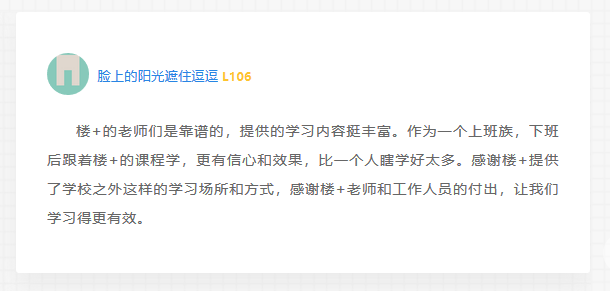 脸上的阳光遮住逗逗 L106
楼+的老师们是靠谱的，提供的学习内容挺丰富。作为一个上班族，下班
后跟着楼+的课程学，更有信心和效果，比一个人瞎学好太多。感谢楼+提供
了学校之外这样的学习场所和方式，感谢楼+老师和工作人员的付出，让我们
学习得更有效。